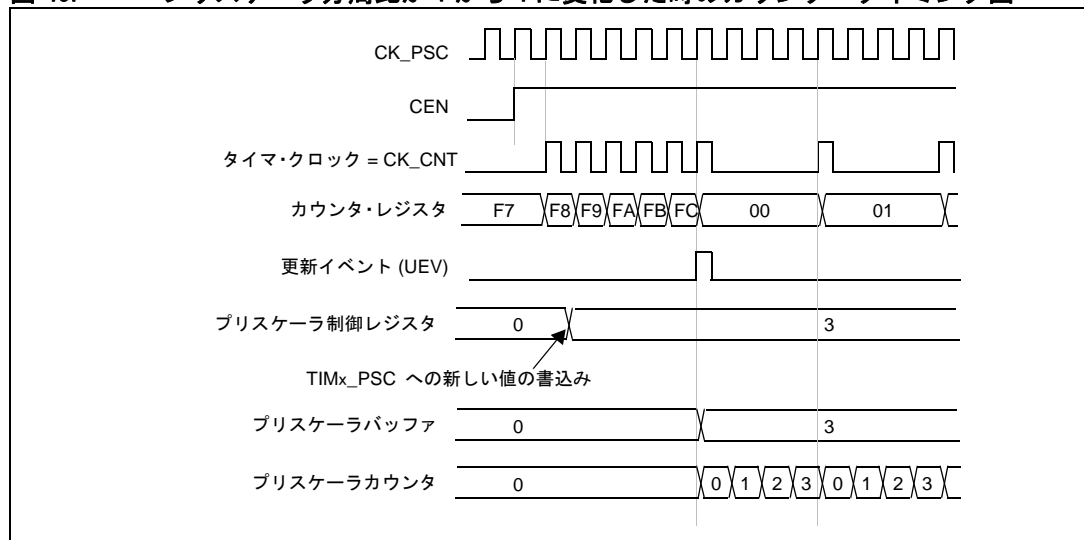 CK_PSC
CEN
タイマ・クロック = CK_CNT
カウンタ・レジスタ F7 F8 F9 FA FB FC 00 01
更新イベント (UEV)
プリスケーラ制御レジスタ 0 3
TIMx_PSC への新しい値の書込み
プリスケーラバッファ 0 3
プリスケーラカウンタ 0 0 1 2 3 0 1 2 3